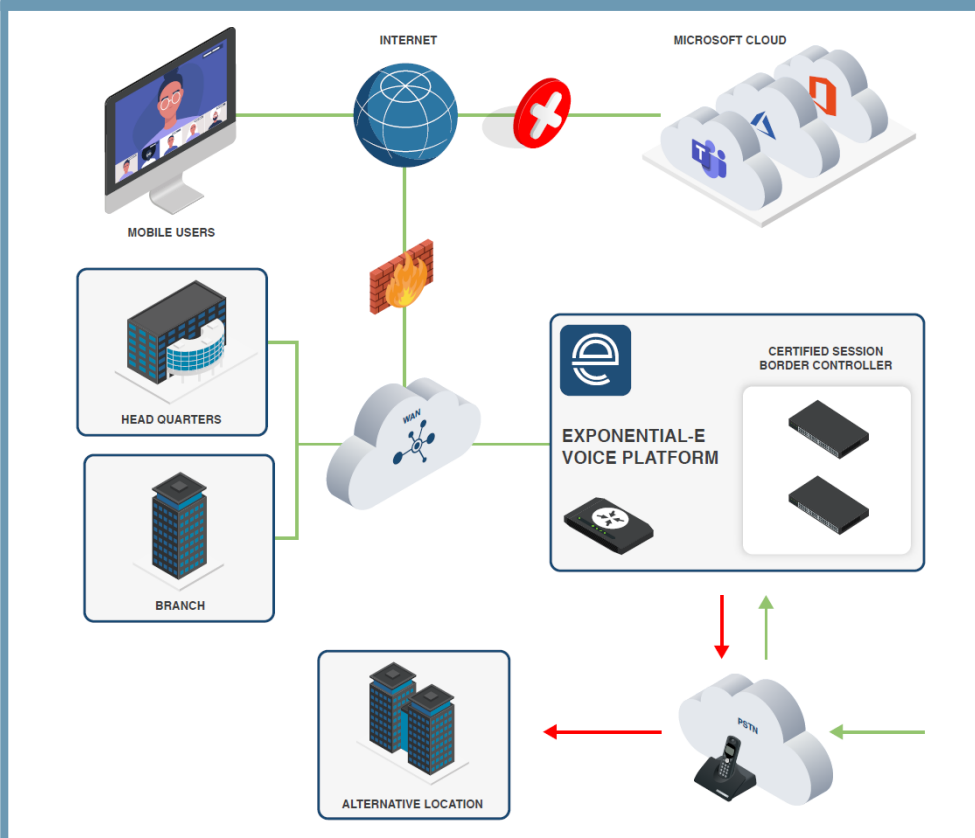 INTERNET
MICROSOFT CLOUD
MOBILE USERS
HEAD QUARTERS
WAN
CERTIFIED SESSION
BORDER CONTROLLER
EXPONENTIAL-E
VOICE PLATFORM
BRANCH
PSTN
ALTERNATIVE LOCATION